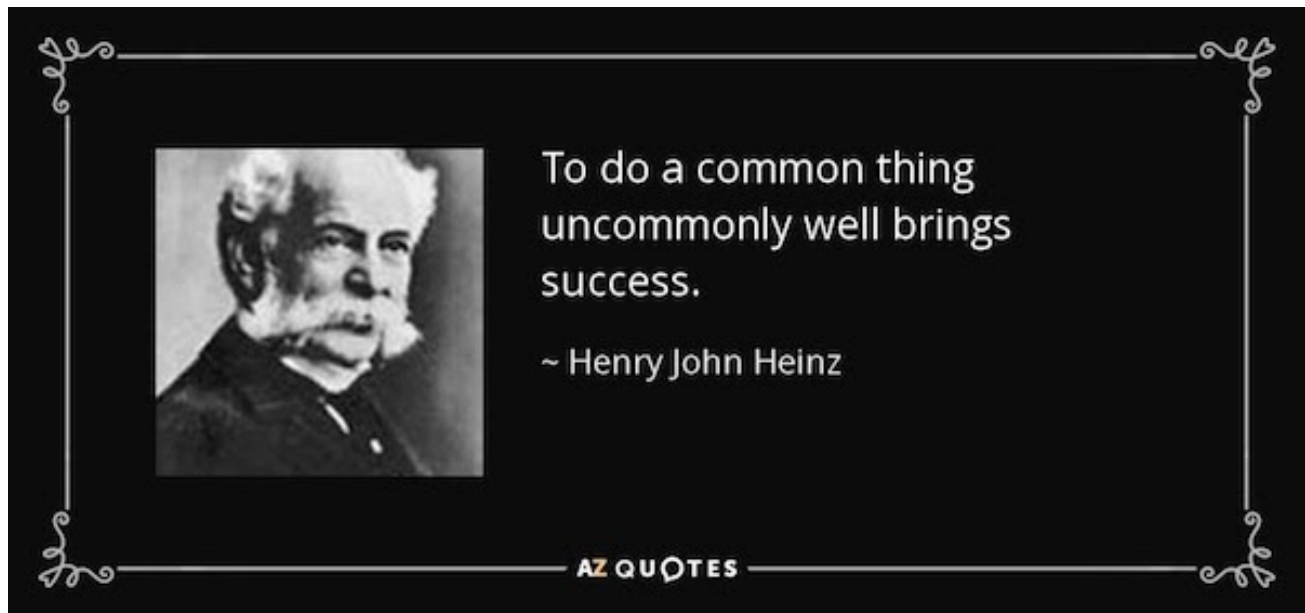 To do a common thing
uncommonly well brings
success.
~ Henry John Heinz
AZ QUOTES